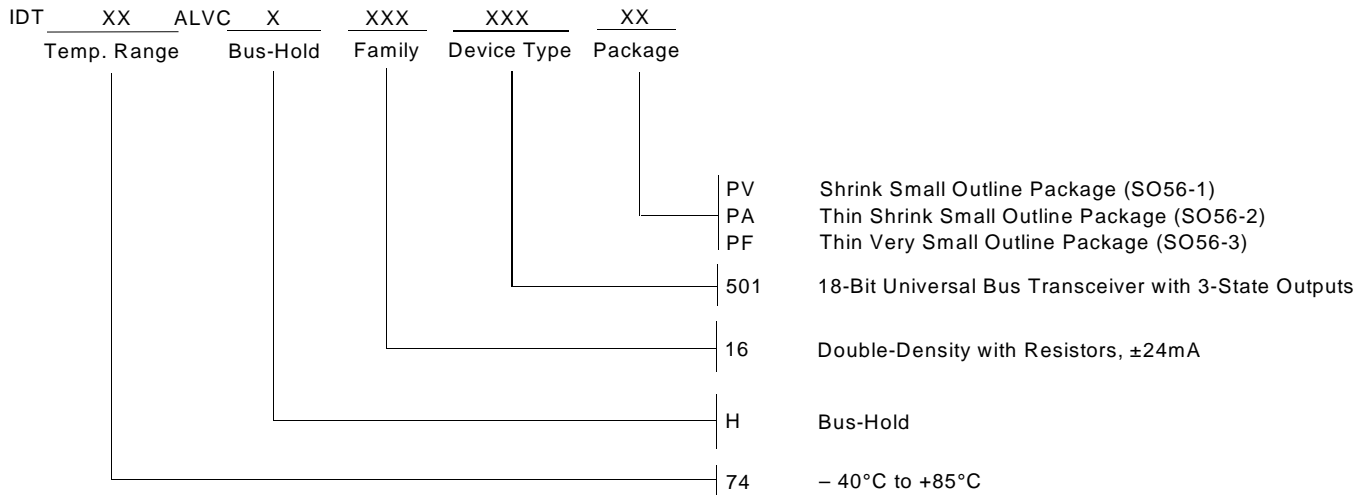 IDT XX ALVC X XXX XXX XX
Temp. Range Bus-Hold Family Device Type Package
PV Shrink Small Outline Package (SO56-1)
PA Thin Shrink Small Outline Package (SO56-2)
PF Thin Very Small Outline Package (SO56-3)
501 18-Bit Universal Bus Transceiver with 3-State Outputs
16 Double-Density with Resistors, ±24mA
H Bus-Hold
74 – 40°C to +85°C